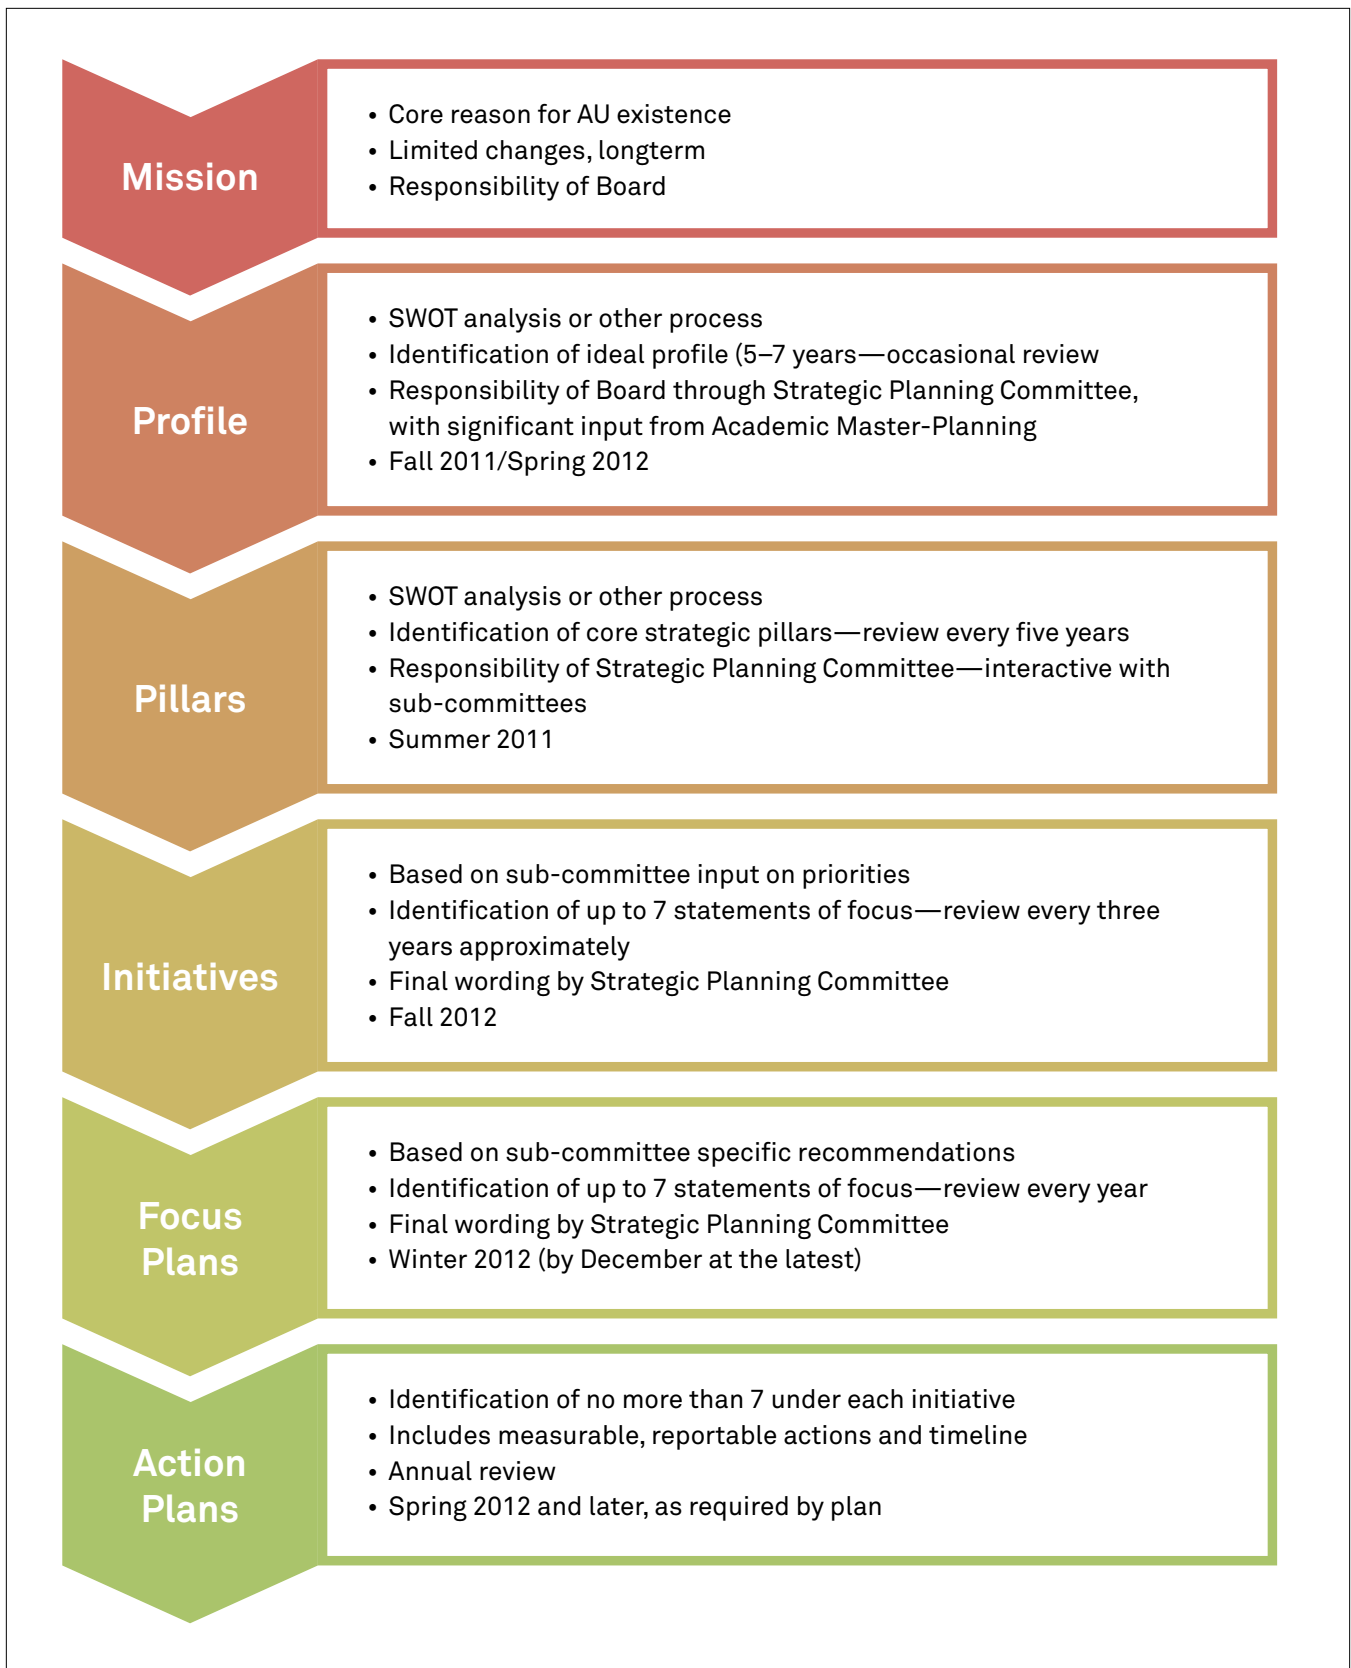 Mission
• Core reason for AU existence
• Limited changes, longterm
• Responsibility of Board
Profile
• SWOT analysis or other process
• Identification of ideal profile (5–7 years—occasional review
• Responsibility of Board through Strategic Planning Committee,
with significant input from Academic Master-Planning
• Fall 2011/Spring 2012
Pillars
• SWOT analysis or other process
• Identification of core strategic pillars—review every five years
• Responsibility of Strategic Planning Committee—interactive with
sub-committees
• Summer 2011
Initiatives
• Based on sub-committee input on priorities
• Identification of up to 7 statements of focus—review every three
years approximately
• Final wording by Strategic Planning Committee
• Fall 2012
Focus
Plans
• Based on sub-committee specific recommendations
• Identification of up to 7 statements of focus—review every year
• Final wording by Strategic Planning Committee
• Winter 2012 (by December at the latest)
Action
Plans
• Identification of no more than 7 under each initiative
• Includes measurable, reportable actions and timeline
• Annual review
• Spring 2012 and later, as required by plan